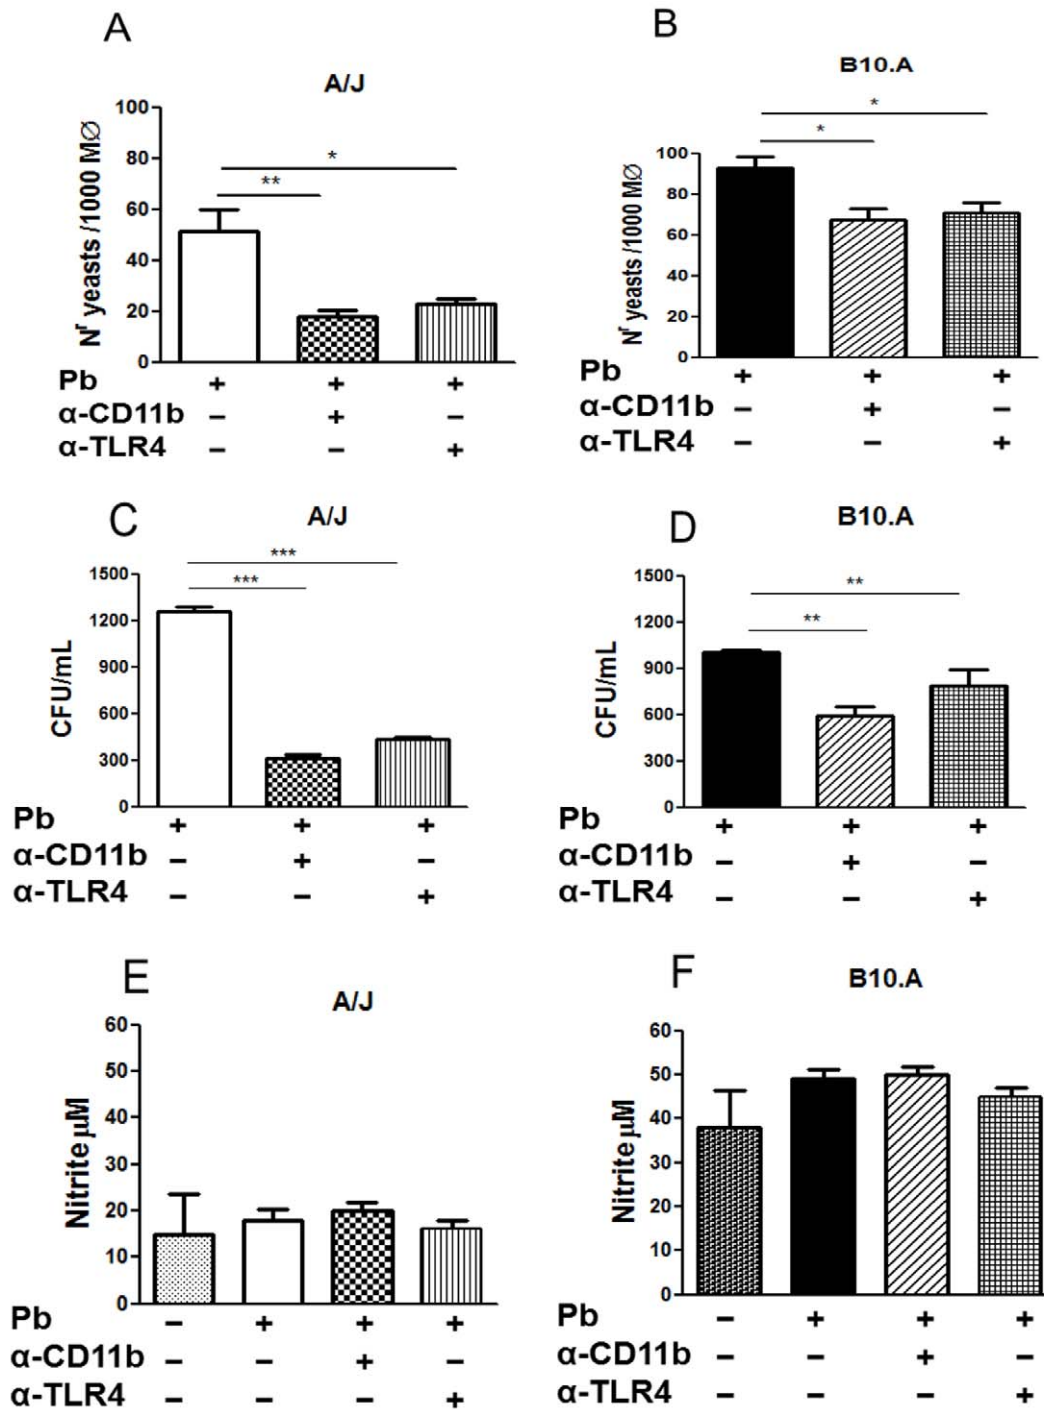 A
A/J
** *
Nʳ yeasts /1000 MØ
100
80
60
40
20
0
Pb + + +
α-CD11b – + –
α-TLR4 – – +
B
B10.A
*
*
Nʳ yeasts /1000 MØ
100
80
60
40
20
0
Pb + + +
α-CD11b – + –
α-TLR4 – – +
C
A/J
***
***
CFU/mL
1500
1200
900
600
300
0
Pb + + +
α-CD11b – + –
α-TLR4 – – +
D
B10.A
**
**
CFU/mL
1500
1200
900
600
300
0
Pb + + +
α-CD11b – + –
α-TLR4 – – +
E
A/J
Nitrite µM
60
50
40
30
20
10
0
Pb – + + +
α-CD11b – – + –
α-TLR4 – – – +
F
B10.A
Nitrite µM
60
50
40
30
20
10
0
Pb – + + +
α-CD11b – – + –
α-TLR4 – – – +